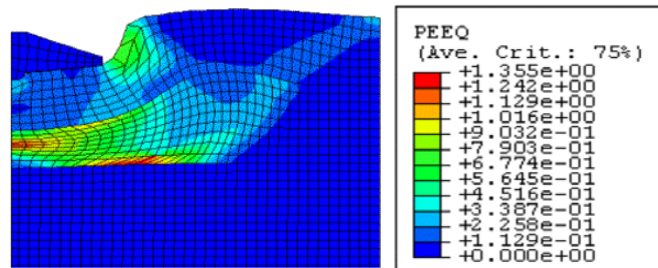 PEEQ
(Ave. Crit.: 75%)
+1.355e+00
+1.242e+00
+1.129e+00
+1.016e+00
+9.032e-01
+7.903e-01
+6.774e-01
+5.645e-01
+4.516e-01
+3.387e-01
+2.258e-01
+1.129e-01
+0.000e+00